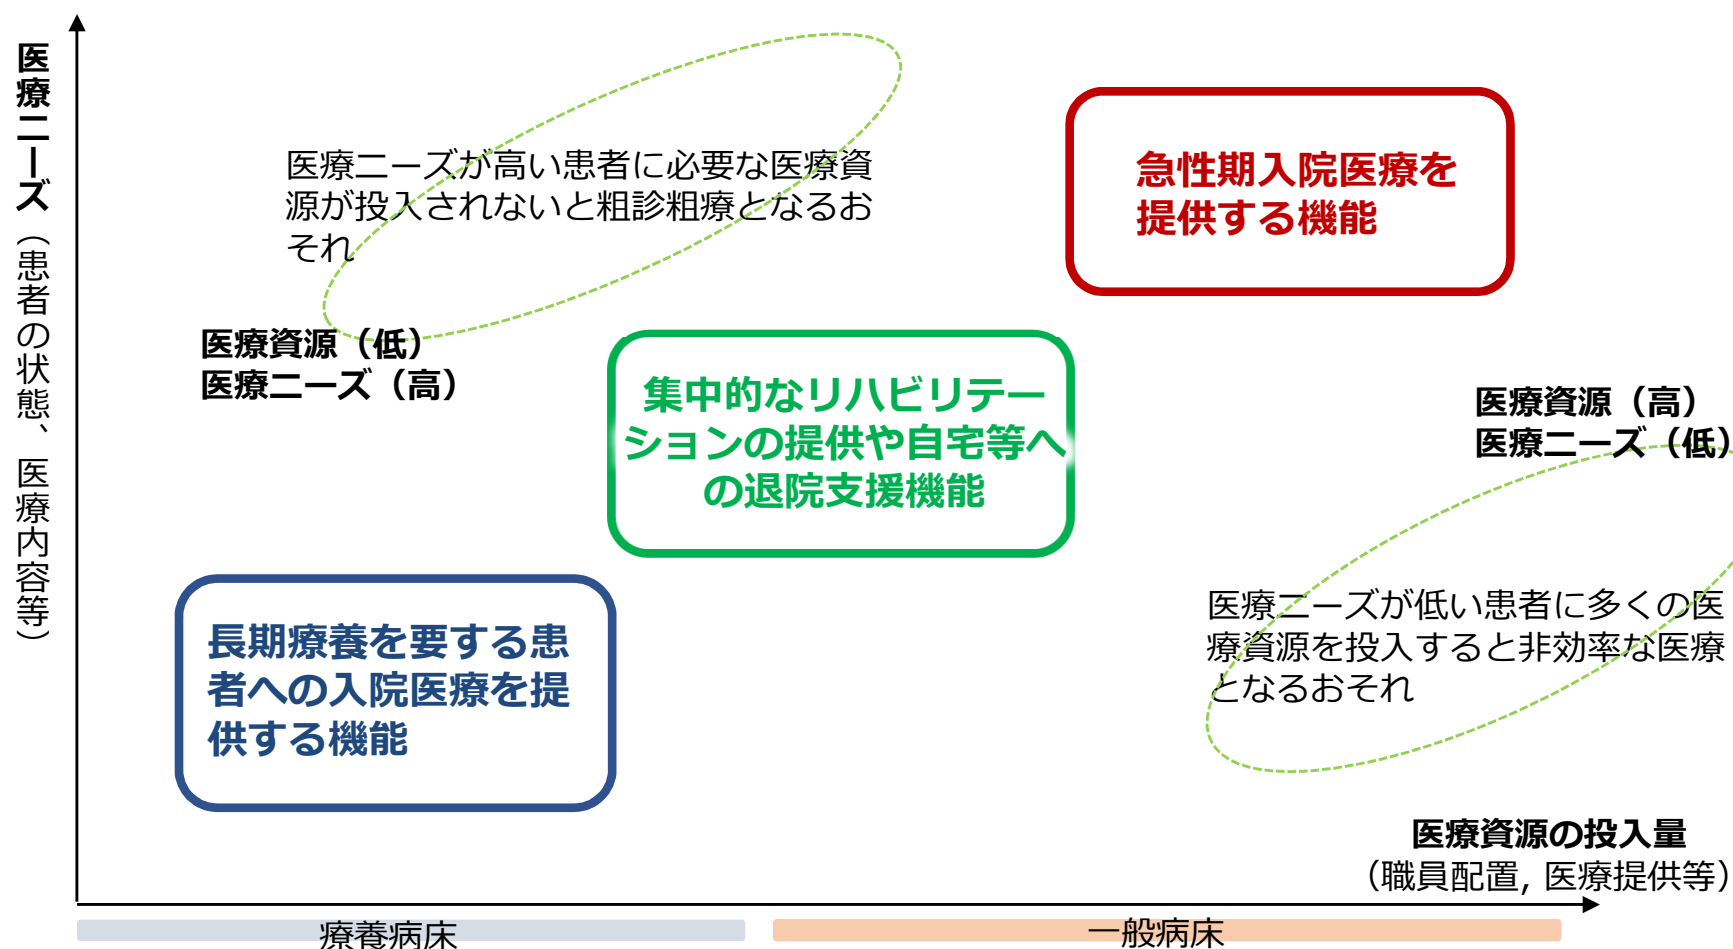 医療ニーズ（患者の状態、医療内容等）
医療ニーズが高い患者に必要な医療資
源が投入されないと粗診粗療となるお
それ
医療資源（低）
医療ニーズ（高）
急性期入院医療を
提供する機能
集中的なリハビリテー
ションの提供や自宅等へ
の退院支援機能
医療資源（高）
医療ニーズ（低）
長期療養を要する患
者への入院医療を提
供する機能
医療ニーズが低い患者に多くの医
療資源を投入すると非効率な医療
となるおそれ
医療資源の投入量
（職員配置, 医療提供等）
療養病床
一般病床